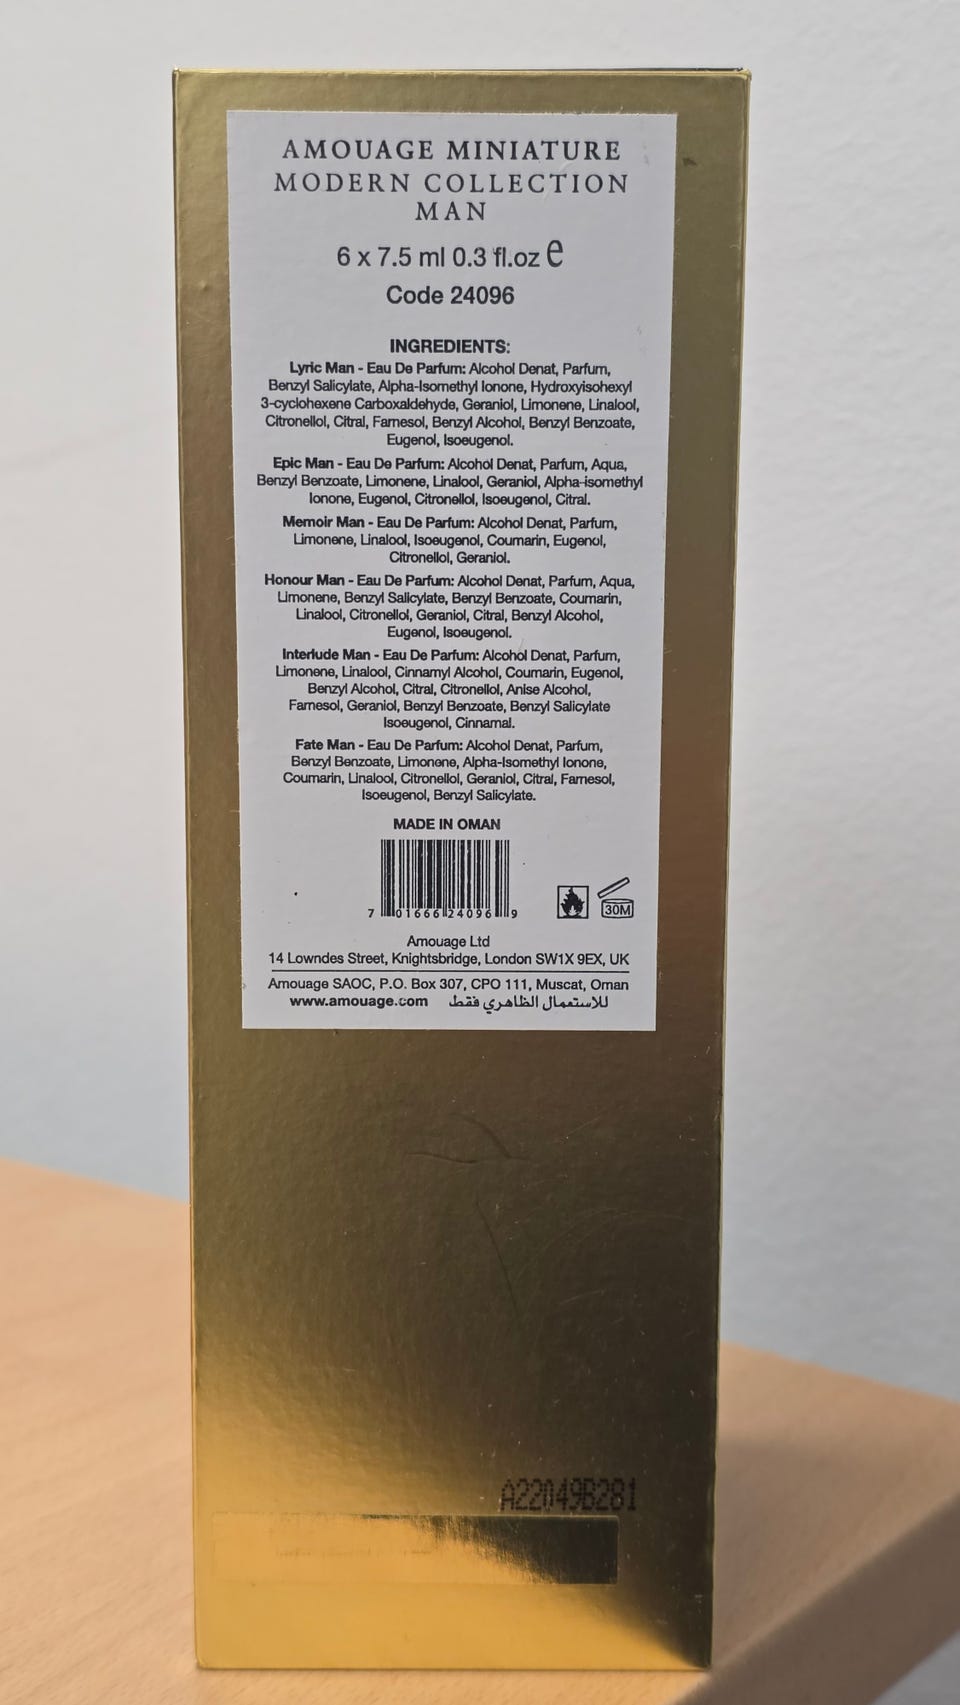 AMOUAGE MINIATURE
MODERN COLLECTION
MAN
6 x 7.5 ml 0.3 fl.oz e
Code 24096
INGREDIENTS:
Lyric Man - Eau De Parfum: Alcohol Denat, Parfum,
Benzyl Salicylate, Alpha-Isomethyl Ionone, Hydroxyisohexyl
3-cyclohexene Carboxaldehyde, Geraniol, Limonene, Linalool,
Citronellol, Citral, Farnesol, Benzyl Alcohol, Benzyl Benzoate,
Eugenol, Isoeugenol.
Epic Man - Eau De Parfum: Alcohol Denat, Parfum, Aqua,
Benzyl Benzoate, Limonene, Linalool, Geraniol, Alpha-isomethyl
Ionone, Eugenol, Citronellol, Isoeugenol, Citral.
Memoir Man - Eau De Parfum: Alcohol Denat, Parfum,
Limonene, Linalool, Isoeugenol, Coumarin, Eugenol,
Citronellol, Geraniol.
Honour Man - Eau De Parfum: Alcohol Denat, Parfum, Aqua,
Limonene, Benzyl Salicylate, Benzyl Benzoate, Coumarin,
Linalool, Citronellol, Geraniol, Citral, Benzyl Alcohol,
Eugenol, Isoeugenol.
Interlude Man - Eau De Parfum: Alcohol Denat, Parfum,
Limonene, Linalool, Cinnamyl Alcohol, Coumarin, Eugenol,
Benzyl Alcohol, Citral, Citronellol, Anise Alcohol,
Farnesol, Geraniol, Benzyl Benzoate, Benzyl Salicylate
Isoeugenol, Cinnamal.
Fate Man - Eau De Parfum: Alcohol Denat, Parfum,
Benzyl Benzoate, Limonene, Alpha-Isomethyl Ionone,
Coumarin, Linalool, Citronellol, Geraniol, Citral, Farnesol,
Isoeugenol, Benzyl Salicylate.
MADE IN OMAN
7 01666 24096 9
30M
Amouage Ltd
14 Lowndes Street, Knightsbridge, London SW1X 9EX, UK
Amouage SAOC, P.O. Box 307, CPO 111, Muscat, Oman
www.amouage.com للاستعمال الظاهري فقط
A22049B281